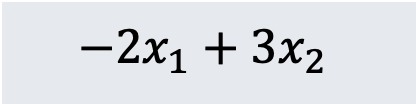 −2x₁ + 3x₂